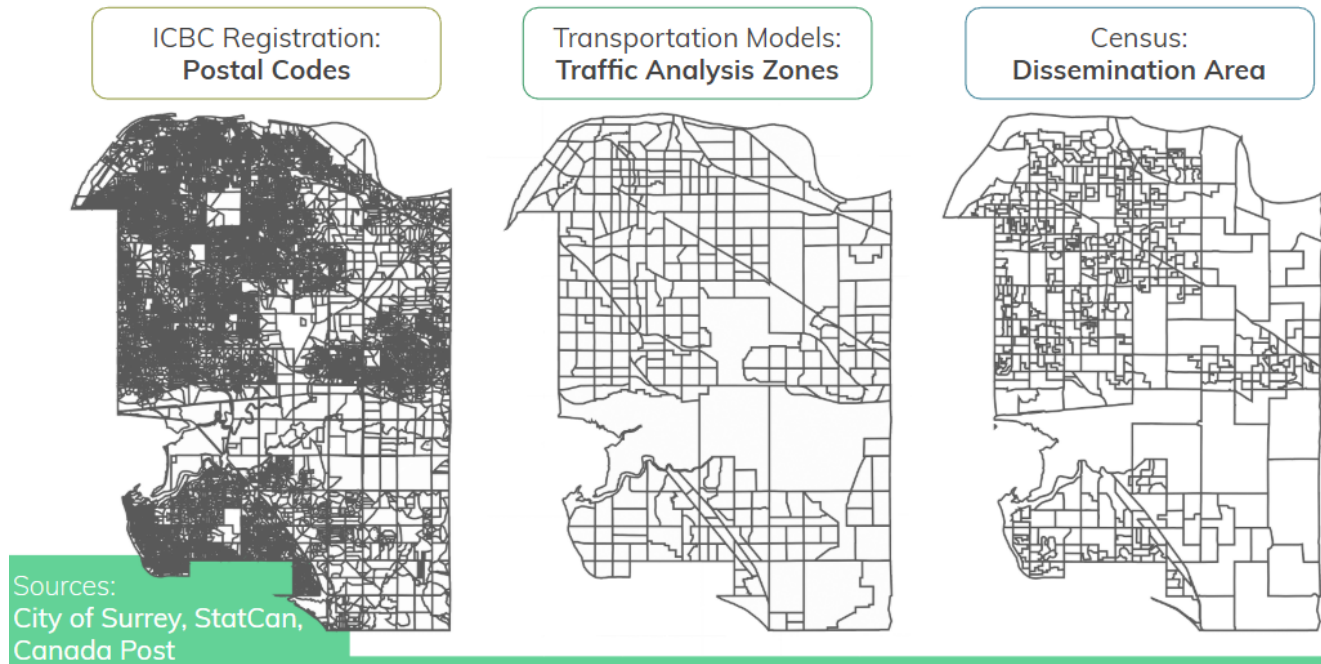 ICBC Registration:
Postal Codes
Transportation Models:
Traffic Analysis Zones
Census:
Dissemination Area
Sources:
City of Surrey, StatCan,
Canada Post